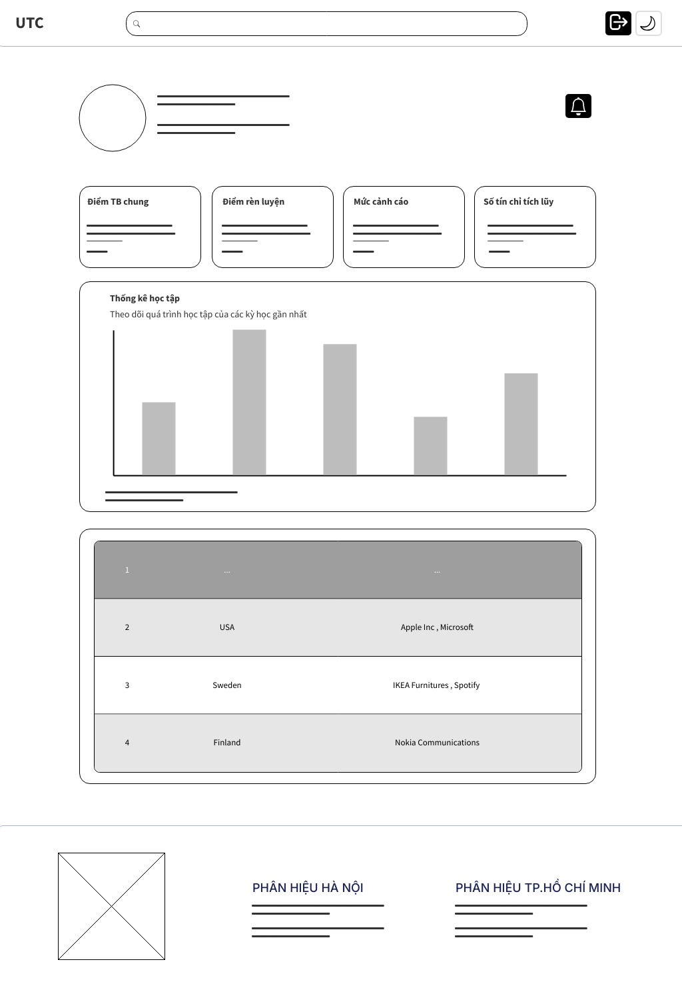 UTC
Điểm TB chung
Điểm rèn luyện
Mức cảnh cáo
Số tín chỉ tích lũy
Thống kê học tập
Theo dõi quá trình học tập của các kỳ học gần nhất
1 ... ...
2 USA Apple Inc , Microsoft
3 Sweden IKEA Furnitures , Spotify
4 Finland Nokia Communications
PHÂN HIỆU HÀ NỘI
PHÂN HIỆU TP.HỒ CHÍ MINH